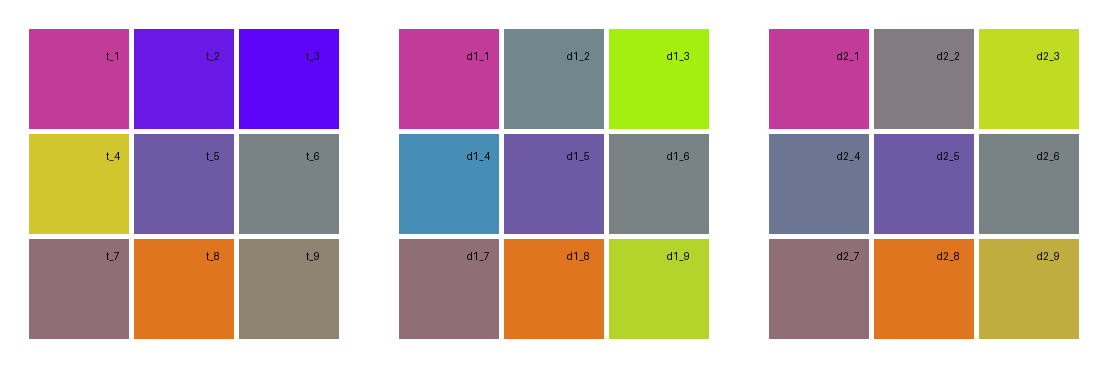 t_1 t_2 t_3 d1_1 d1_2 d1_3 d2_1 d2_2 d2_3
t_4 t_5 t_6 d1_4 d1_5 d1_6 d2_4 d2_5 d2_6
t_7 t_8 t_9 d1_7 d1_8 d1_9 d2_7 d2_8 d2_9